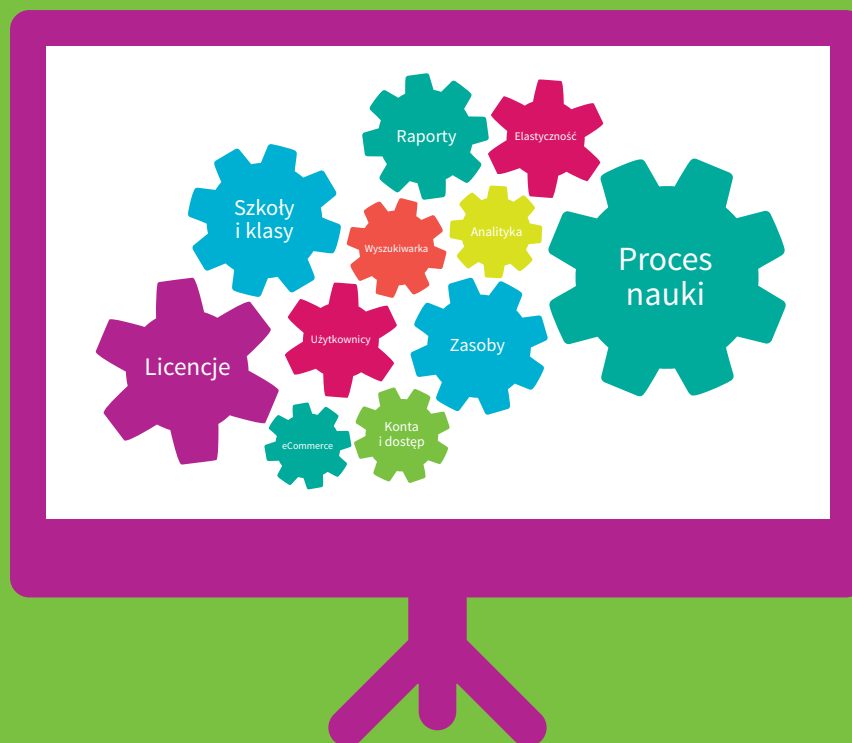 Raporty
Elastyczność
Szkoły
i klasy
Wyszukiwarka
Analityka
Proces
nauki
Licencje
Użytkownicy
Zasoby
eCommerce
Konta
i dostęp